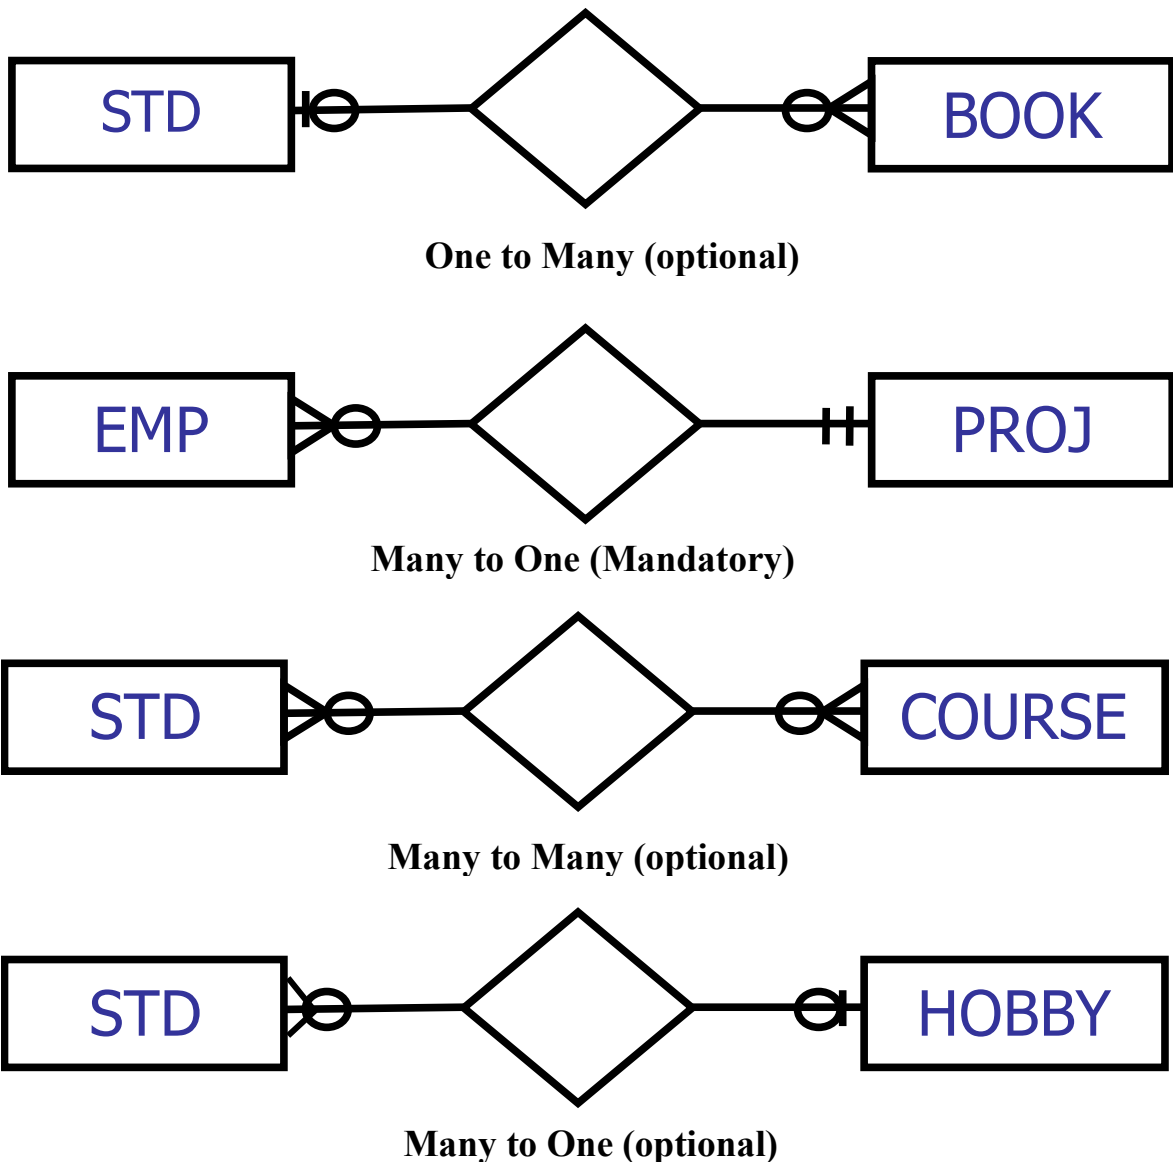 STD
BOOK
One to Many (optional)
EMP
PROJ
Many to One (Mandatory)
STD
COURSE
Many to Many (optional)
STD
HOBBY
Many to One (optional)